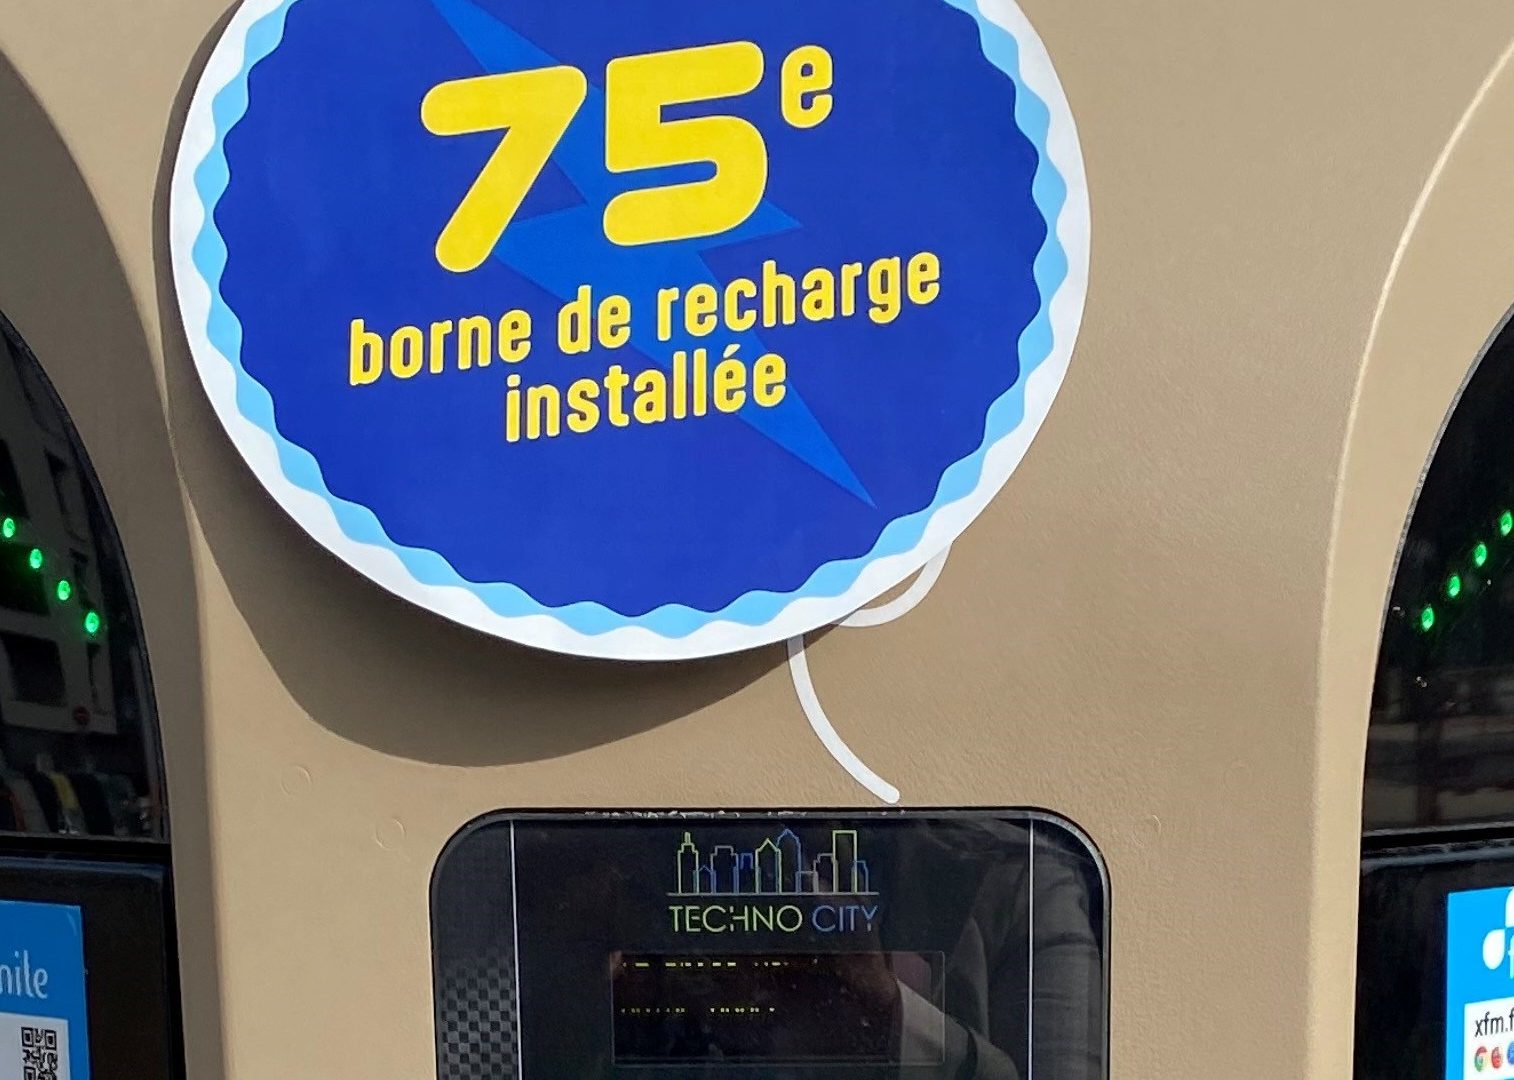 75e
borne de recharge
installée
TECHNO CITY
nile
xfm.f